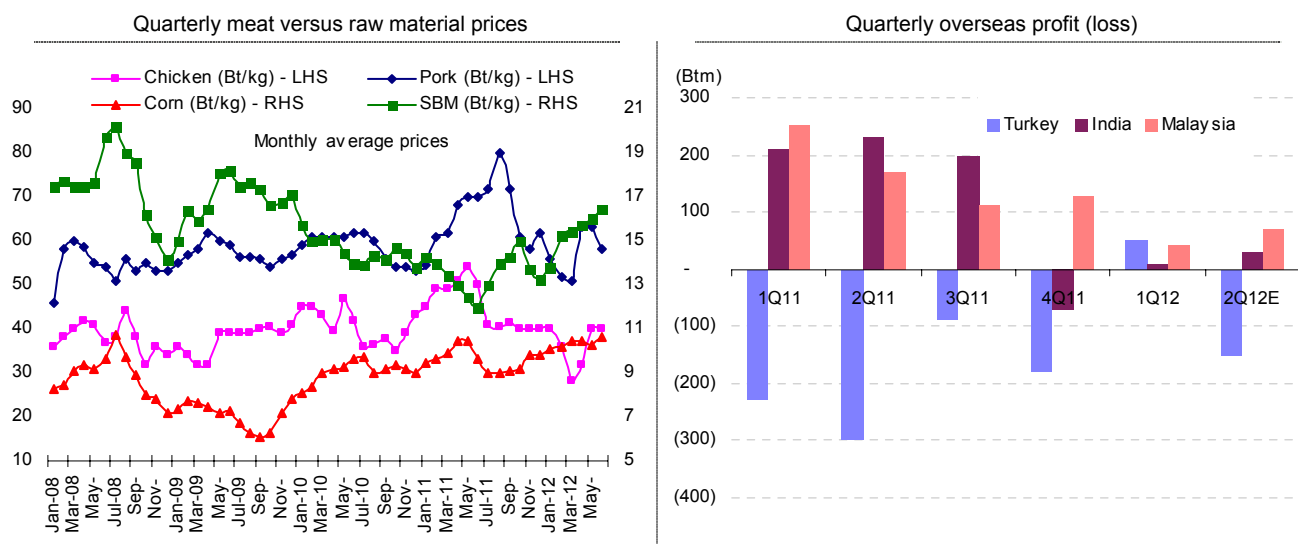 Quarterly meat versus raw material prices
Chicken (Bt/kg) - LHS
Pork (Bt/kg) - LHS
Corn (Bt/kg) - RHS
SBM (Bt/kg) - RHS
Monthly average prices
90
80
70
60
50
40
30
20
10
21
19
17
15
13
11
9
7
5
Jan-08
Mar-08
May-
Jul-08
Sep-
Nov-
Jan-09
Mar-09
May-
Jul-09
Sep-
Nov-
Jan-10
Mar-10
May-
Jul-10
Sep-
Nov-
Jan-11
Mar-11
May-
Jul-11
Sep-
Nov-
Jan-12
Mar-12
May-
Quarterly overseas profit (loss)
(Btm)
Turkey
India
Malaysia
300
200
100
-
(100)
(200)
(300)
(400)
1Q11
2Q11
3Q11
4Q11
1Q12
2Q12E